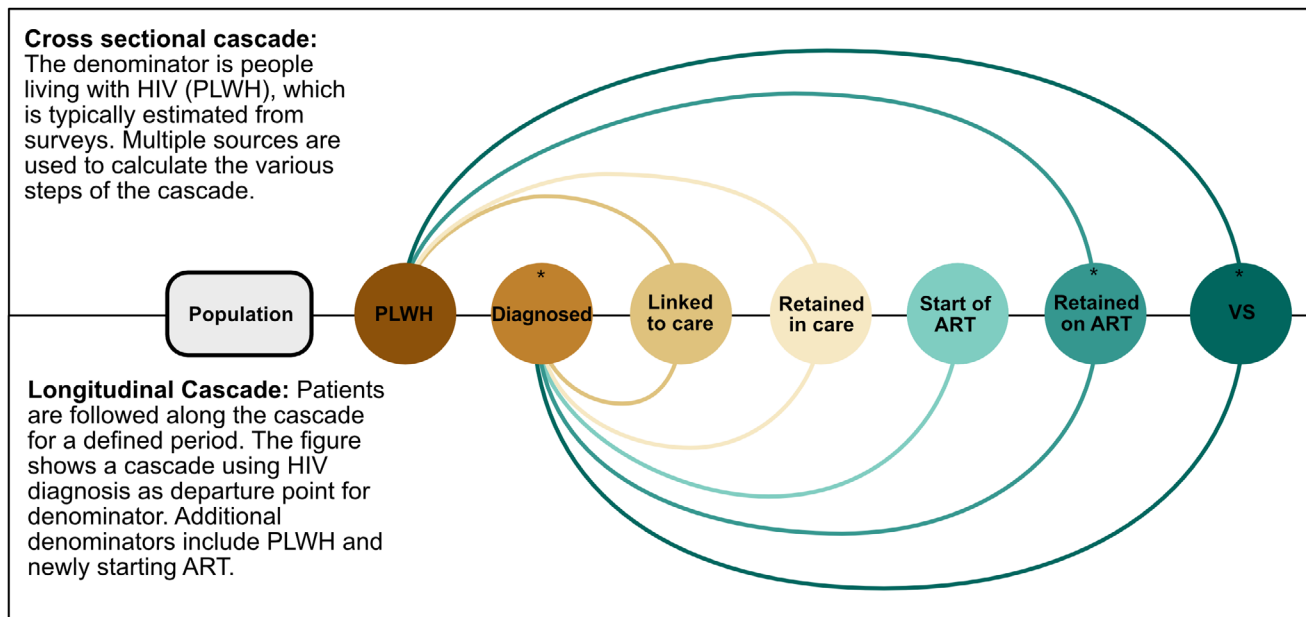 Cross sectional cascade:
The denominator is people
living with HIV (PLWH), which
is typically estimated from
surveys. Multiple sources are
used to calculate the various
steps of the cascade.
Population
PLWH
*
Diagnosed
Linked
to care
Retained
in care
Start of
ART
*
Retained
on ART
*
VS
Longitudinal Cascade: Patients
are followed along the cascade
for a defined period. The figure
shows a cascade using HIV
diagnosis as departure point for
denominator. Additional
denominators include PLWH and
newly starting ART.